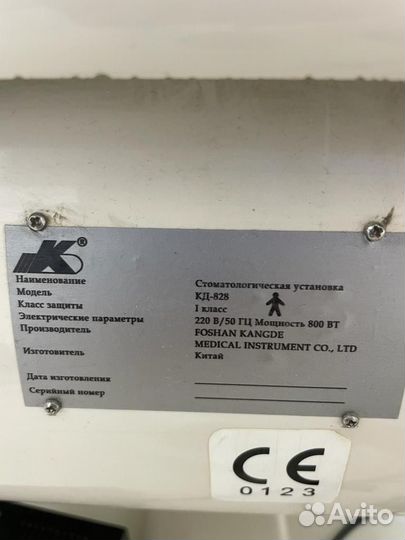 K ®
Наименование Стоматологическая установка
Модель КД-828
Класс защиты I класс
Электрические параметры 220 В/50 ГЦ Мощность 800 ВТ
Производитель FOSHAN KANGDE
MEDICAL INSTRUMENT CO., LTD
Изготовитель Китай
Дата изготовления
Серийный номер
CE
0123
Avito